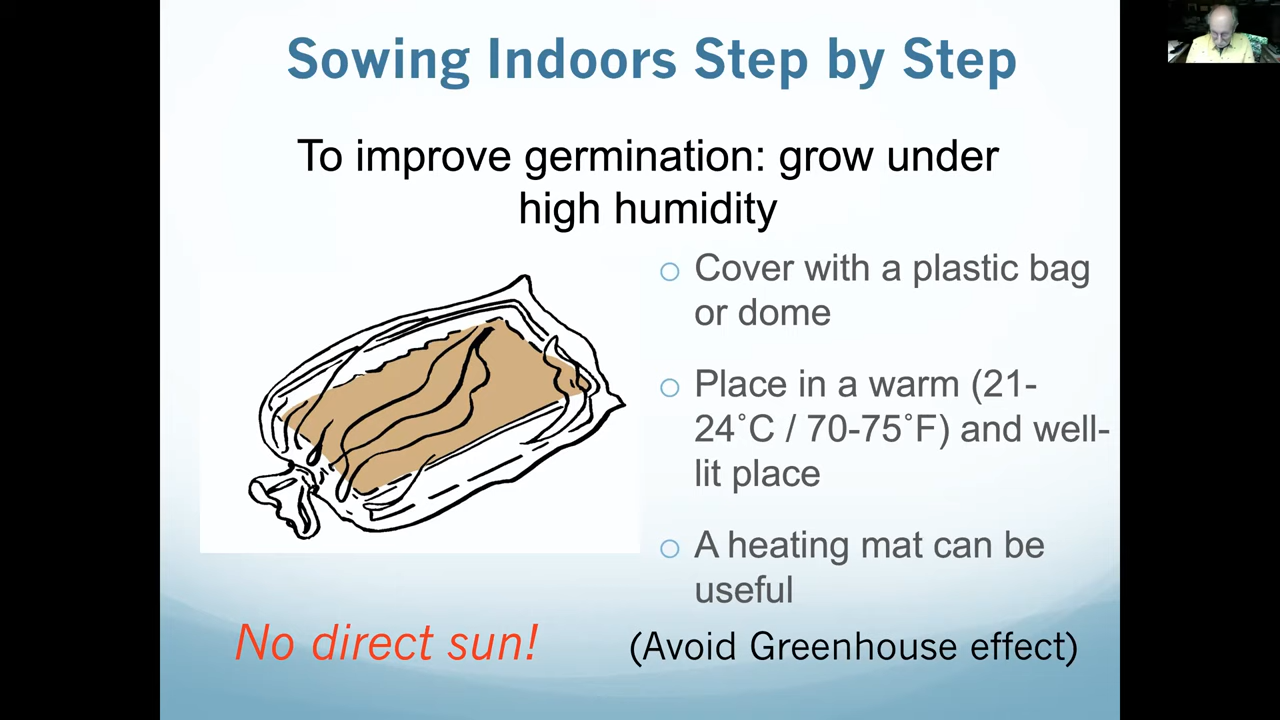 Sowing Indoors Step by Step
To improve germination: grow under
high humidity
Cover with a plastic bag
or dome
Place in a warm (21-
24˚C / 70-75˚F) and well-
lit place
A heating mat can be
useful
No direct sun!
(Avoid Greenhouse effect)